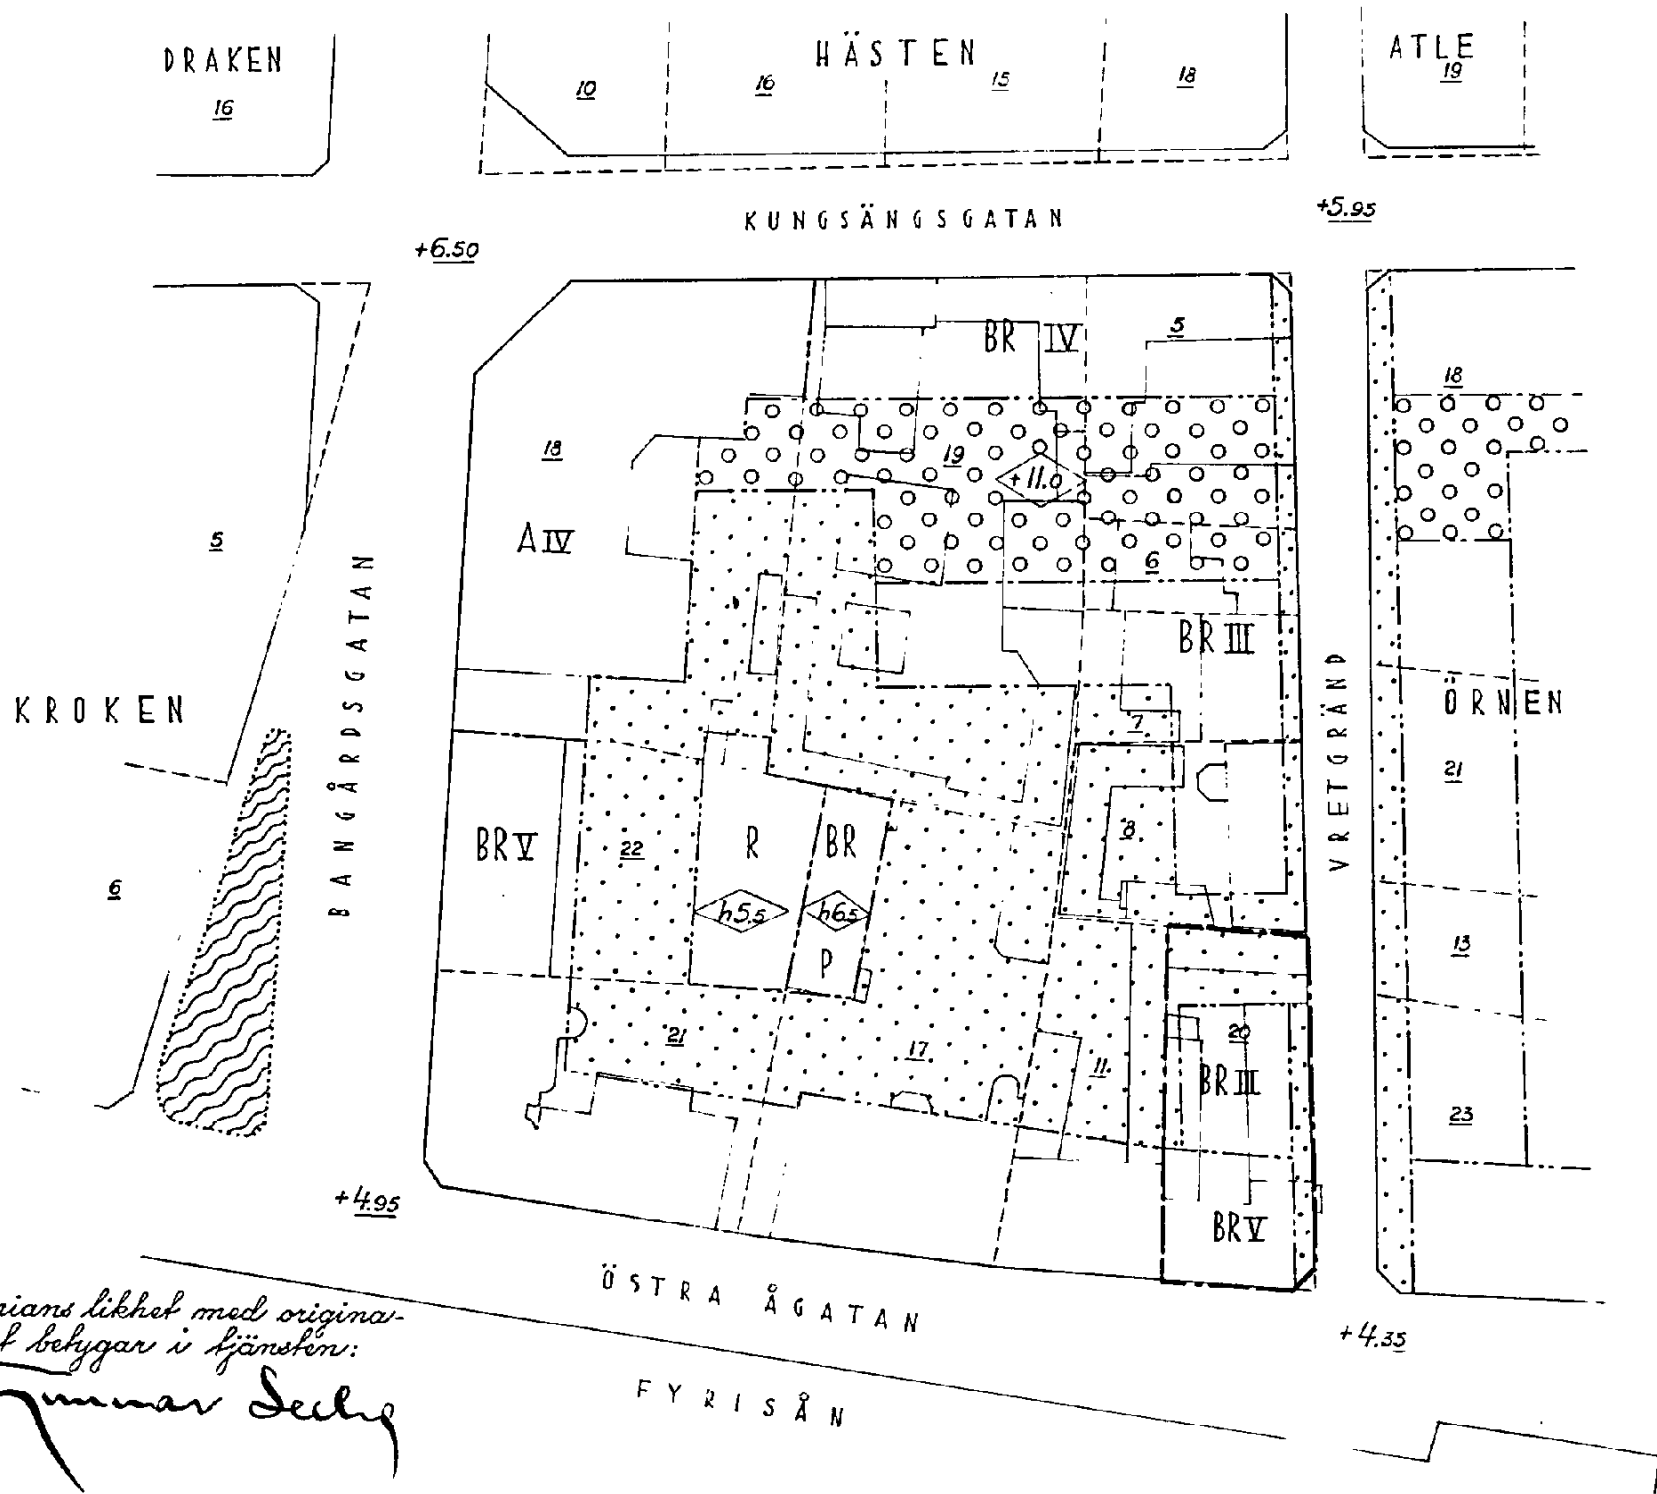 DRAKEN
16
HÄSTEN
10
16
15
18
ATLE
19
KUNGSÄNGSGATAN
+6.50
+5.95
BR IV
5
18
18
19
+11.0
5
A IV
6
BR III
BANGÅRDSGATAN
VRETGRÄND
KROKEN
ÖRNEN
7
21
BR V
22
R
BR
8
6
h5.5
h6.5
P
13
21
17
11
20
BR III
23
+4.95
BR V
ÖSTRA ÅGATAN
+4.35
FYRISÅN
likhet med origina-
betygar i tjänsten:
Gunnar